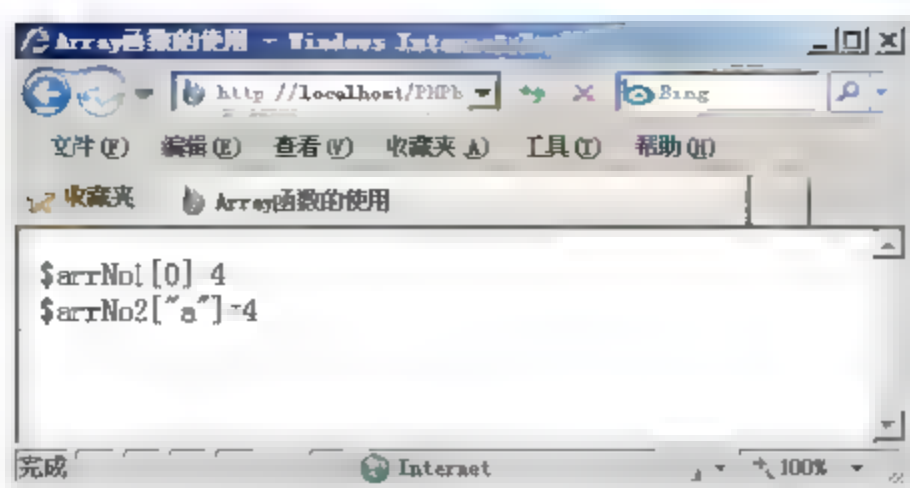 Array函数的使用 - Windows Inte
http //localhost/PHPb
Bing
文件(F) 编辑(E) 查看(V) 收藏夹(A) 工具(T) 帮助(H)
收藏夹 Array函数的使用
$arrNo1[0] 4
$arrNo2["a"]-4
完成 Internet 100%